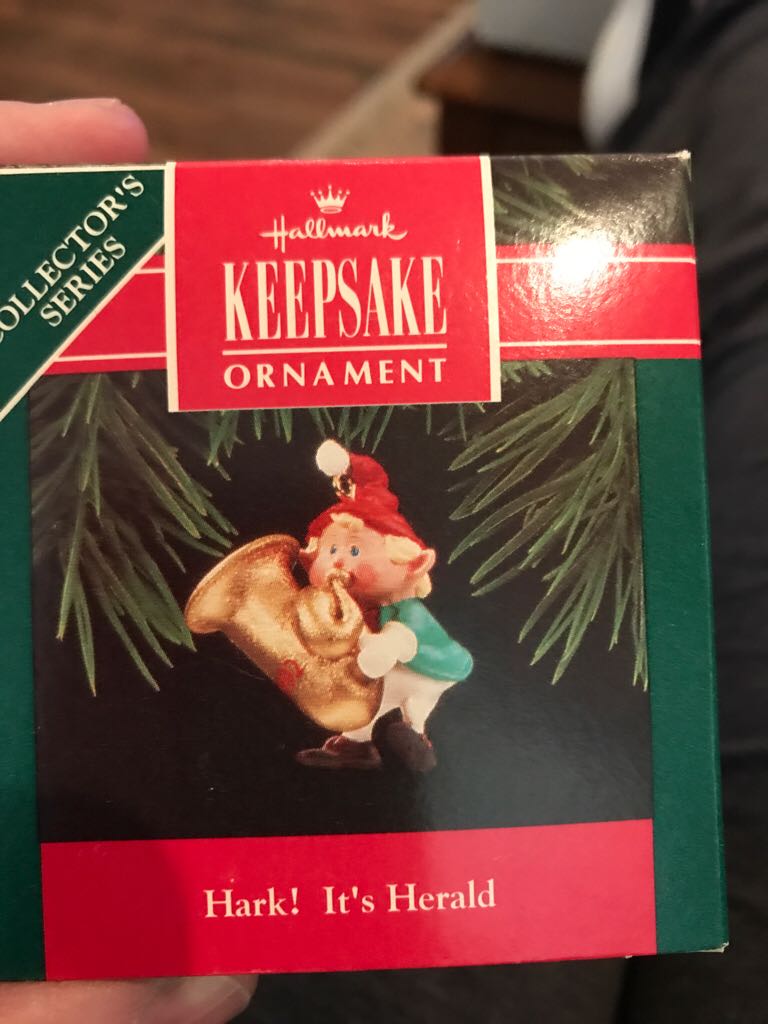 COLLECTOR'S
SERIES
Hallmark
KEEPSAKE
ORNAMENT
Hark! It's Herald